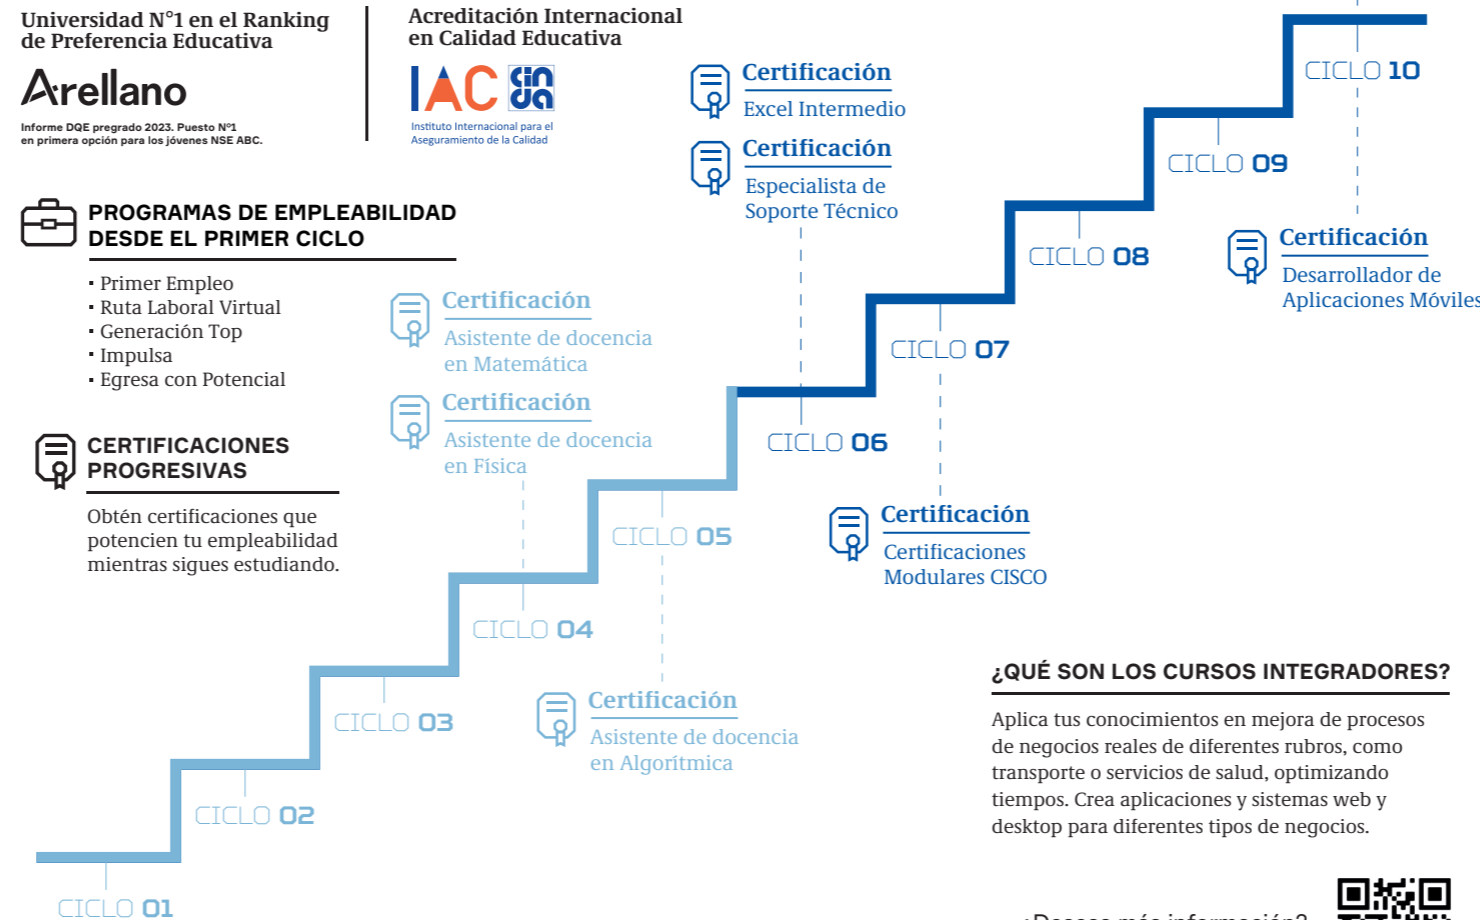 Universidad N°1 en el Ranking
de Preferencia Educativa
Arellano
Informe DQE pregrado 2023. Puesto Nº1
en primera opción para los jóvenes NSE ABC.
Acreditación Internacional
en Calidad Educativa
IAC
cinda
Instituto Internacional para el
Aseguramiento de la Calidad
PROGRAMAS DE EMPLEABILIDAD
DESDE EL PRIMER CICLO
▪ Primer Empleo
▪ Ruta Laboral Virtual
▪ Generación Top
▪ Impulsa
▪ Egresa con Potencial
CERTIFICACIONES
PROGRESIVAS
Obtén certificaciones que
potencien tu empleabilidad
mientras sigues estudiando.
CICLO 01
CICLO 02
CICLO 03
Certificación
Asistente de docencia
en Matemática
Certificación
Asistente de docencia
en Física
CICLO 04
CICLO 05
Certificación
Asistente de docencia
en Algorítmica
Certificación
Excel Intermedio
Certificación
Especialista de
Soporte Técnico
CICLO 06
CICLO 07
Certificación
Certificaciones
Modulares CISCO
CICLO 08
CICLO 09
CICLO 10
Certificación
Desarrollador de
Aplicaciones Móviles
¿QUÉ SON LOS CURSOS INTEGRADORES?
Aplica tus conocimientos en mejora de procesos
de negocios reales de diferentes rubros, como
transporte o servicios de salud, optimizando
tiempos. Crea aplicaciones y sistemas web y
desktop para diferentes tipos de negocios.
¿Deseas más información?